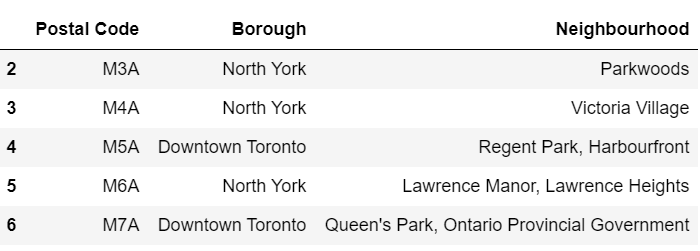 Postal Code Borough Neighbourhood
2 M3A North York Parkwoods
3 M4A North York Victoria Village
4 M5A Downtown Toronto Regent Park, Harbourfront
5 M6A North York Lawrence Manor, Lawrence Heights
6 M7A Downtown Toronto Queen's Park, Ontario Provincial Government